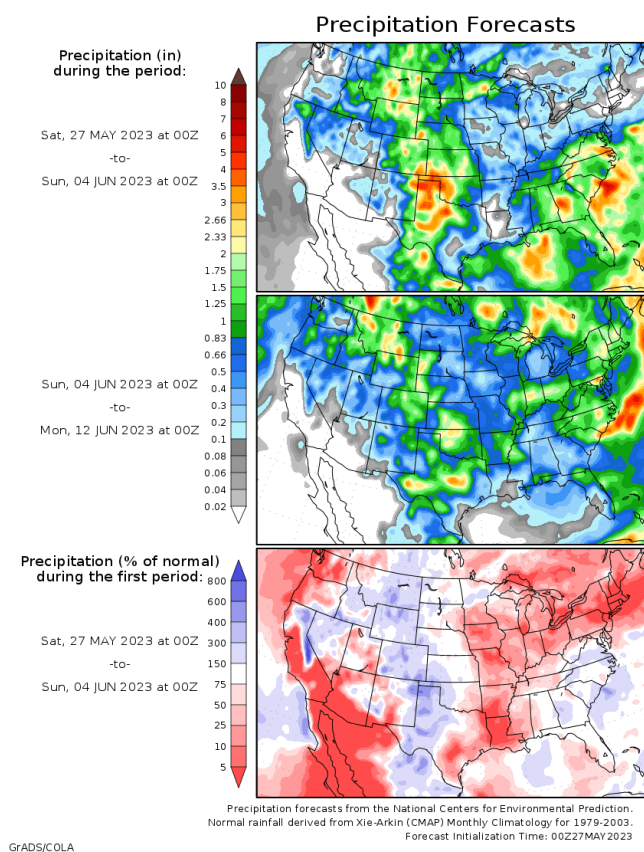 Precipitation Forecasts
Precipitation (in)
during the period:
Sat, 27 MAY 2023 at 00Z
-to-
Sun, 04 JUN 2023 at 00Z
10
8
7
6
5
4
3.5
3
2.66
2.33
2
1.75
1.5
1.25
1
0.83
0.66
0.5
0.4
0.3
0.2
0.1
0.08
0.06
0.04
0.02
Sun, 04 JUN 2023 at 00Z
-to-
Mon, 12 JUN 2023 at 00Z
Precipitation (% of normal)
during the first period:
Sat, 27 MAY 2023 at 00Z
-to-
Sun, 04 JUN 2023 at 00Z
800
600
400
300
150
75
50
25
10
5
Precipitation forecasts from the National Centers for Environmental Prediction.
Normal rainfall derived from Xie-Arkin (CMAP) Monthly Climatology for 1979-2003.
Forecast Initialization Time: 00Z27MAY2023
GrADS/COLA